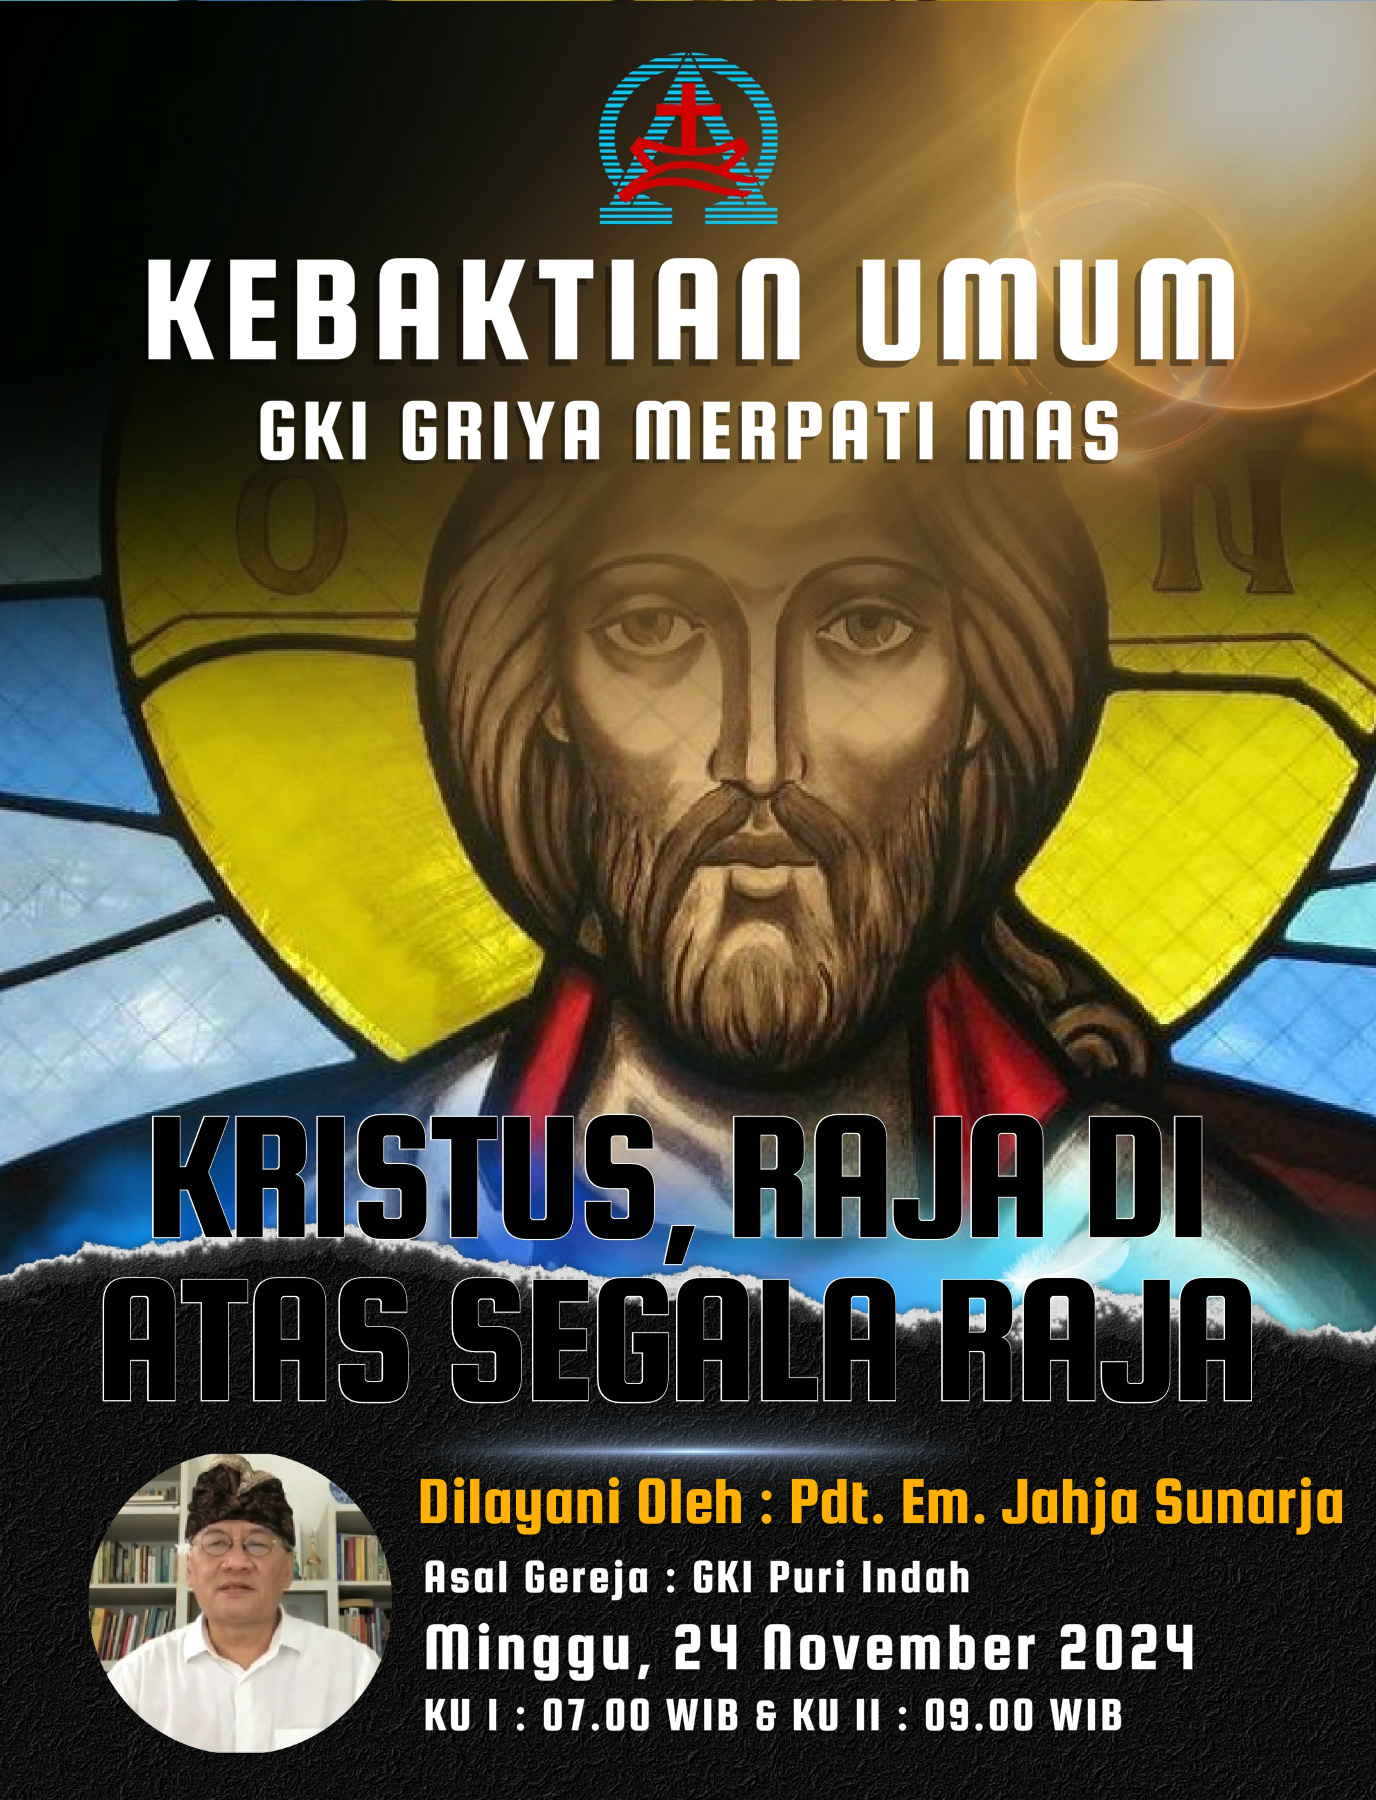 KEBAKTIAN UMUM
GKI GRIYA MERPATI MAS
O N
KRISTUS, RAJA DI
ATAS SEGALA RAJA
Dilayani Oleh : Pdt. Em. Jahja Sunarja
Asal Gereja : GKI Puri Indah
Minggu, 24 November 2024
KU I : 07.00 WIB & KU II : 09.00 WIB